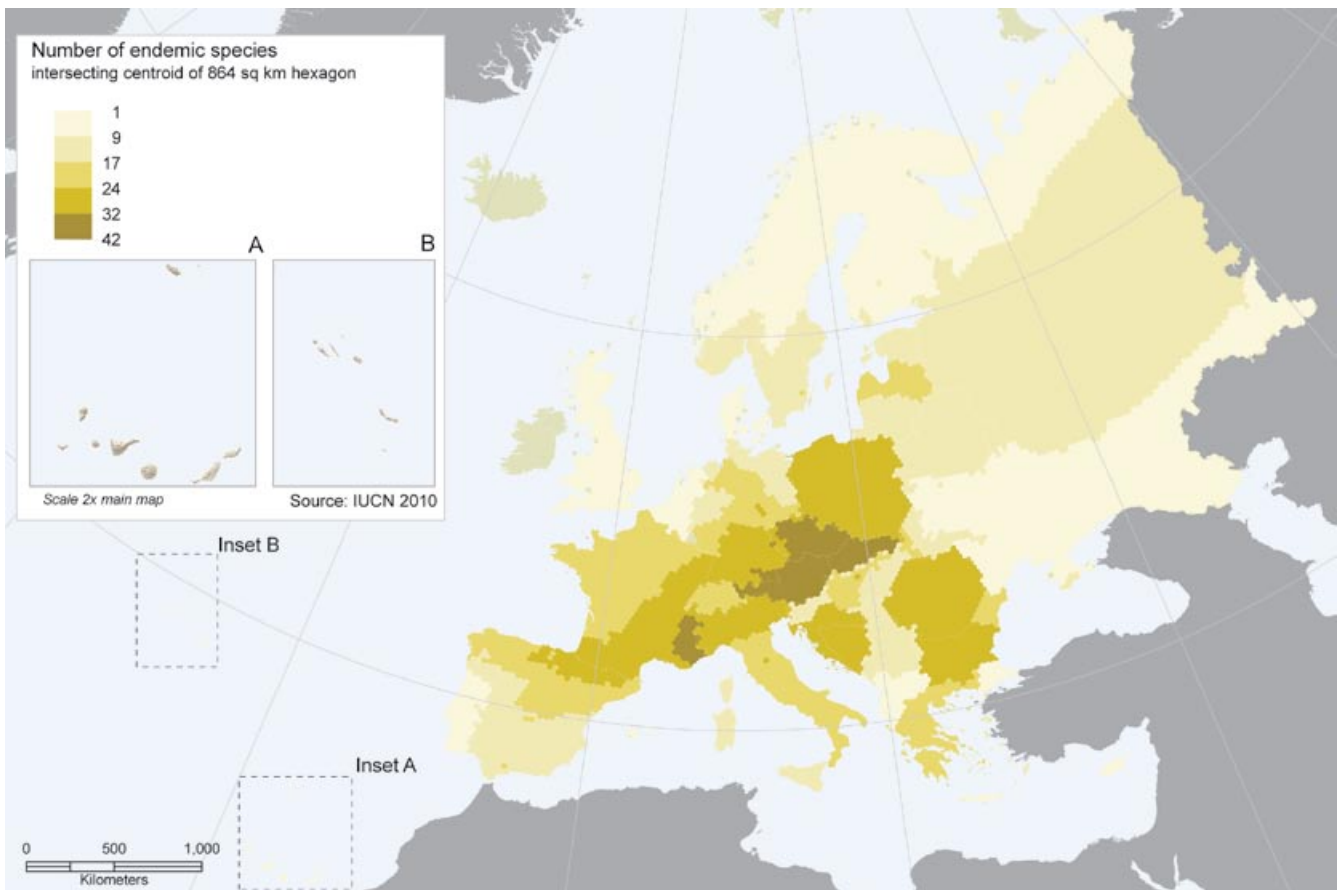 Number of endemic species
intersecting centroid of 864 sq km hexagon
1
9
17
24
32
42
A
B
Scale 2x main map
Source: IUCN 2010
Inset B
Inset A
0 500 1,000
Kilometers